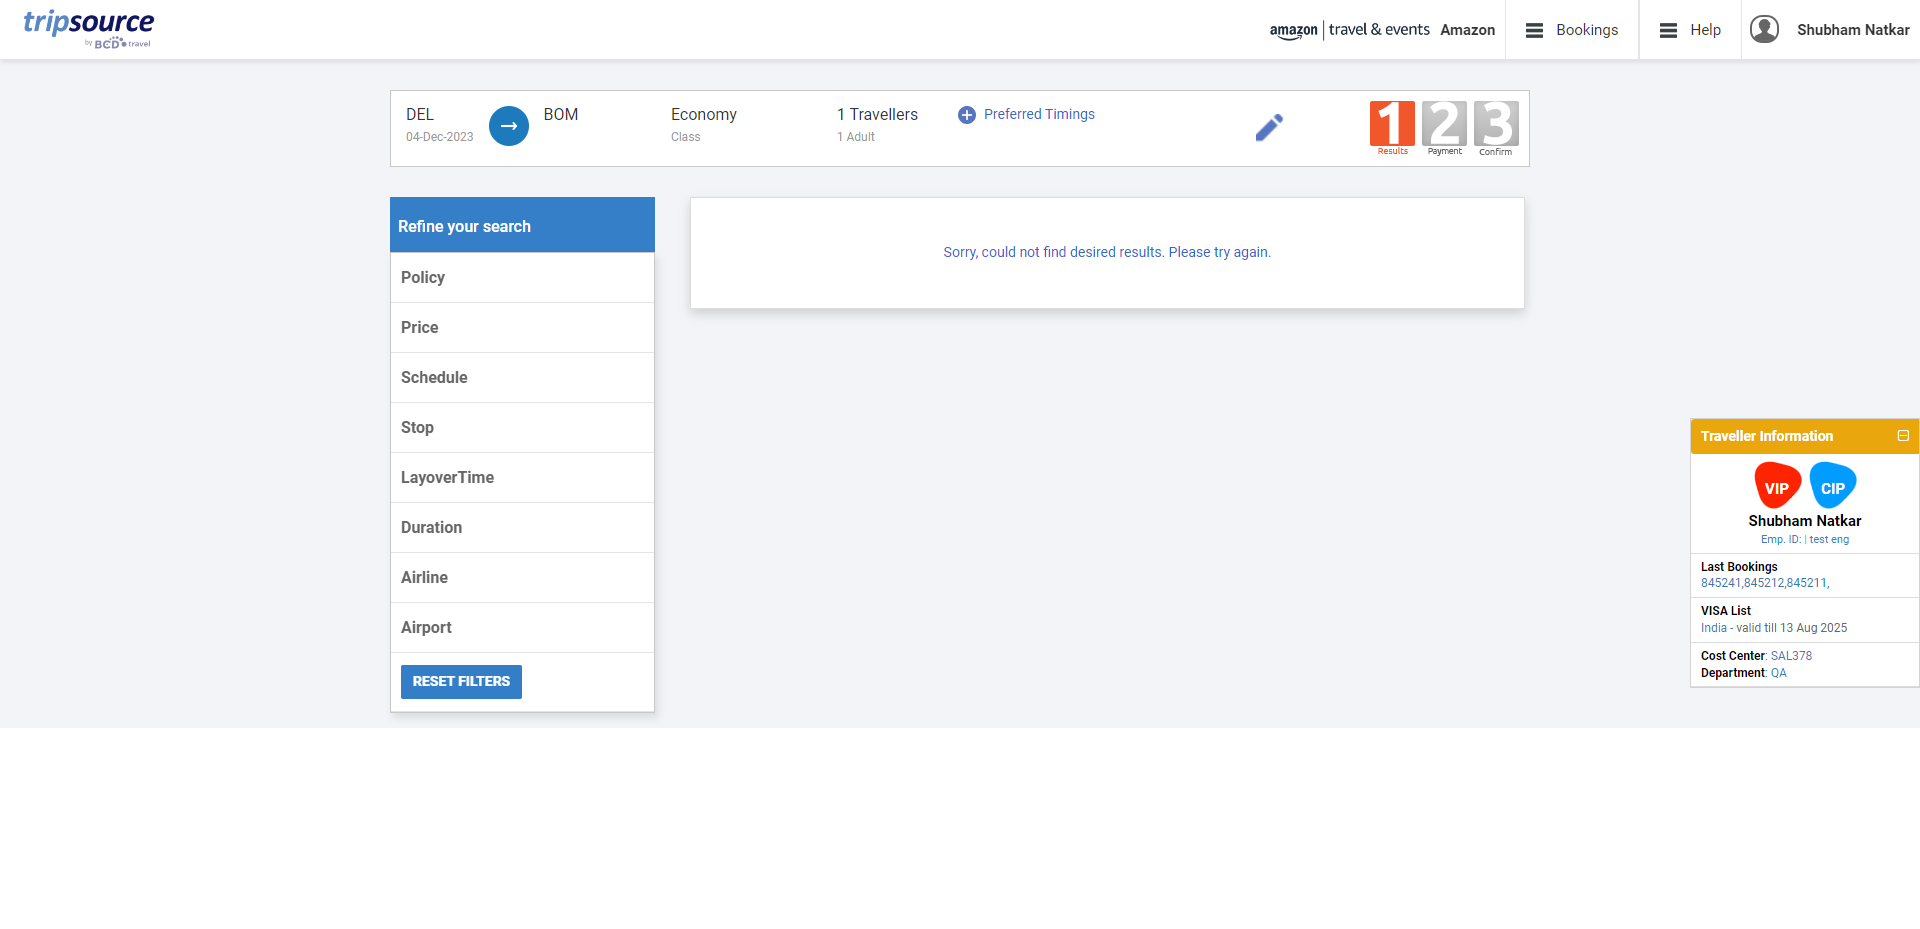 tripsource
by BCD travel
amazon | travel & events Amazon
Bookings
Help
Shubham Natkar
DEL
04-Dec-2023
→
BOM
Economy
Class
1 Travellers
1 Adult
Preferred Timings
1
Results
2
Payment
3
Confirm
Refine your search
Policy
Price
Schedule
Stop
LayoverTime
Duration
Airline
Airport
RESET FILTERS
Sorry, could not find desired results. Please try again.
Traveller Information
VIP CIP
Shubham Natkar
Emp. ID: | test eng
Last Bookings
845241,845212,845211,
VISA List
India - valid till 13 Aug 2025
Cost Center: SAL378
Department: QA